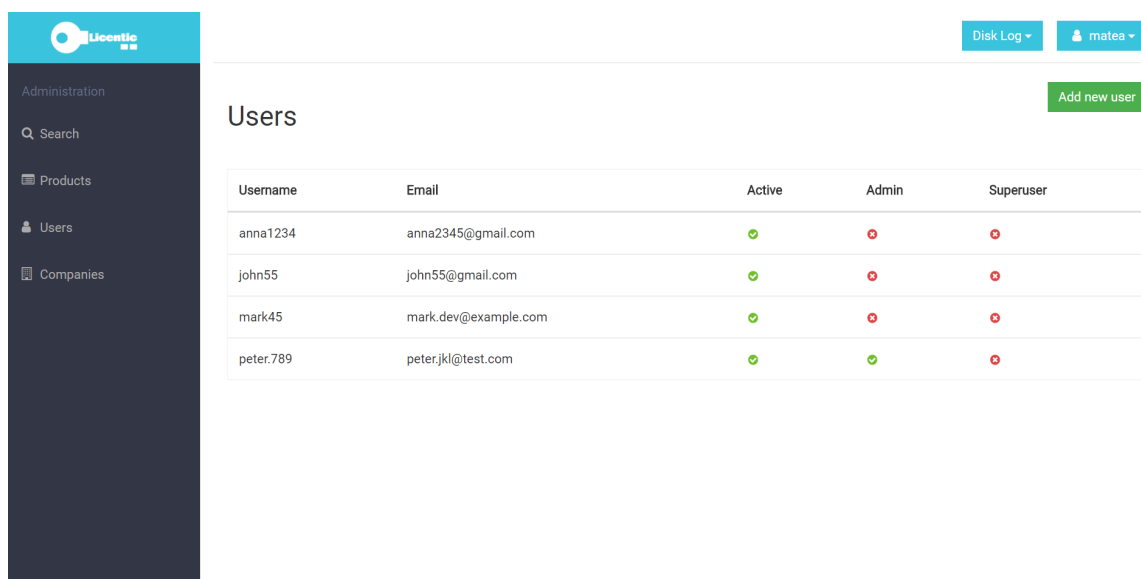 Licentic
Disk Log
matea
Administration
Search
Products
Users
Companies
Users
Add new user
Username Email Active Admin Superuser
anna1234 anna2345@gmail.com
john55 john55@gmail.com
mark45 mark.dev@example.com
peter.789 peter.jkl@test.com